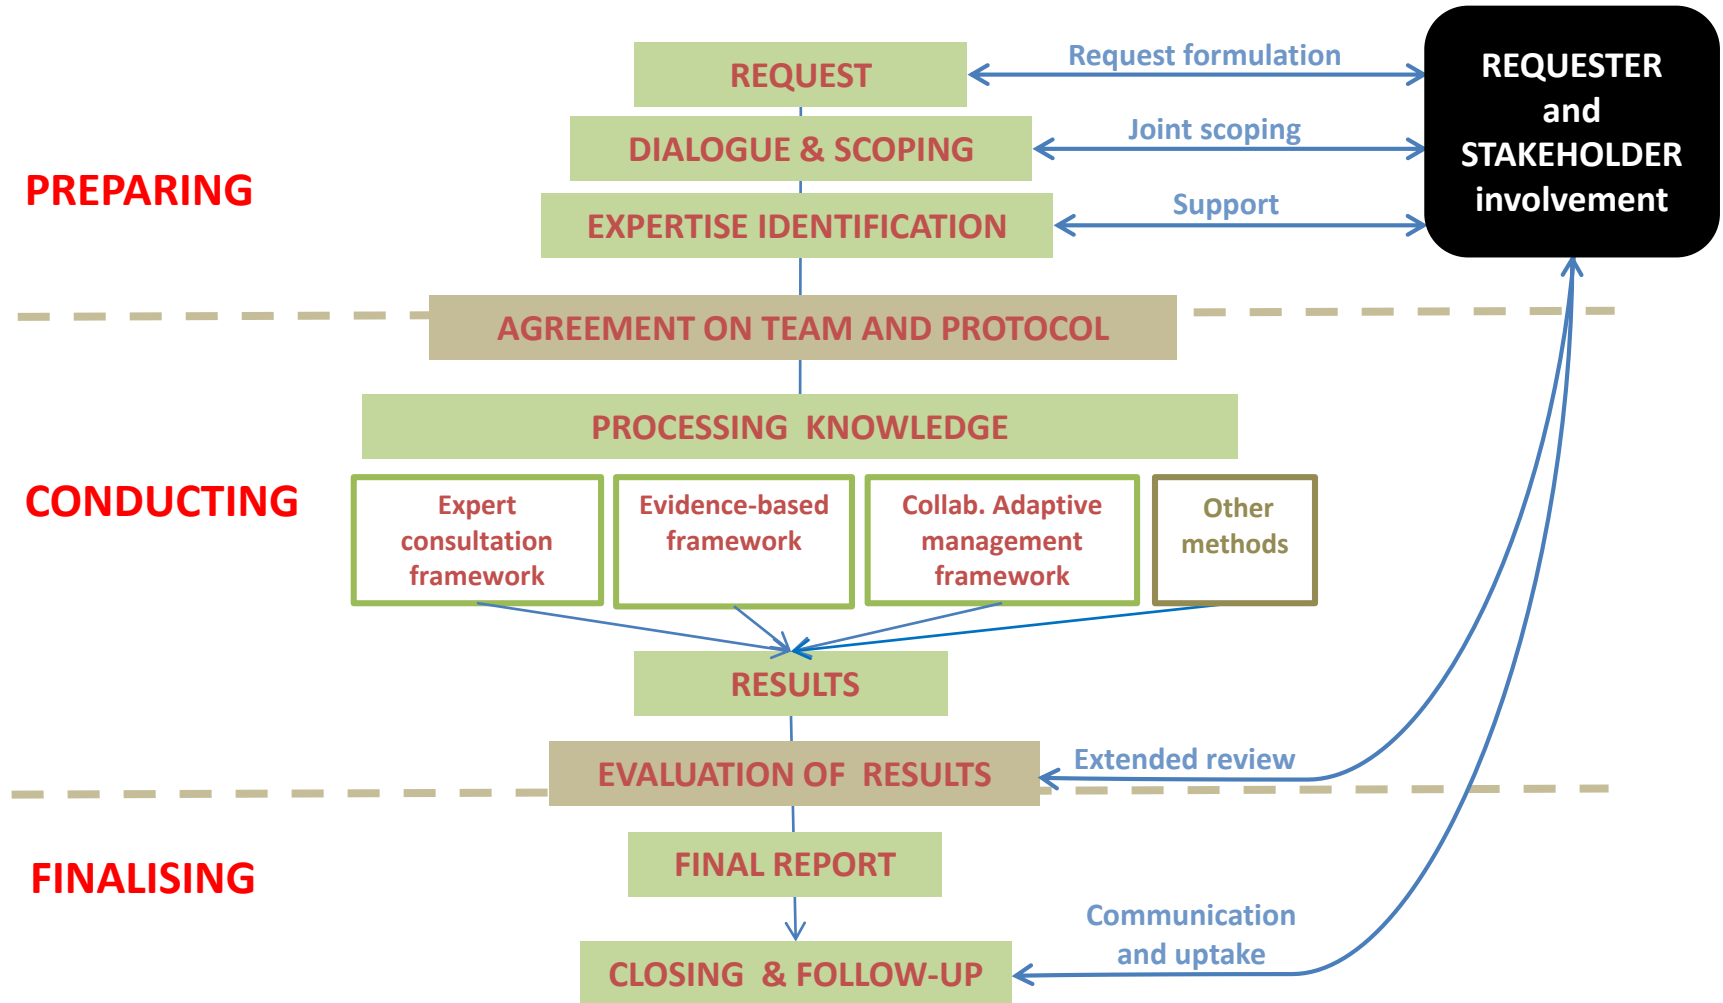 REQUEST
Request formulation
REQUESTER
and
STAKEHOLDER
involvement
DIALOGUE & SCOPING
Joint scoping
PREPARING
EXPERTISE IDENTIFICATION
Support
AGREEMENT ON TEAM AND PROTOCOL
PROCESSING KNOWLEDGE
CONDUCTING
Expert
consultation
framework
Evidence-based
framework
Collab. Adaptive
management
framework
Other
methods
RESULTS
EVALUATION OF RESULTS
Extended review
FINALISING
FINAL REPORT
Communication
and uptake
CLOSING & FOLLOW-UP